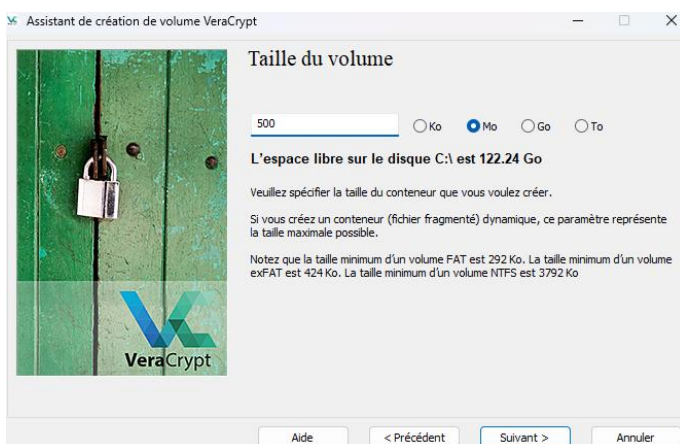 Assistant de création de volume VeraCrypt
Taille du volume
500 Ko Mo Go To
L'espace libre sur le disque C:\ est 122.24 Go
Veuillez spécifier la taille du conteneur que vous voulez créer.
Si vous créez un conteneur (fichier fragmenté) dynamique, ce paramètre représente
la taille maximale possible.
Notez que la taille minimum d'un volume FAT est 292 Ko. La taille minimum d'un volume
exFAT est 424 Ko. La taille minimum d'un volume NTFS est 3792 Ko
VeraCrypt
Aide < Précédent Suivant > Annuler